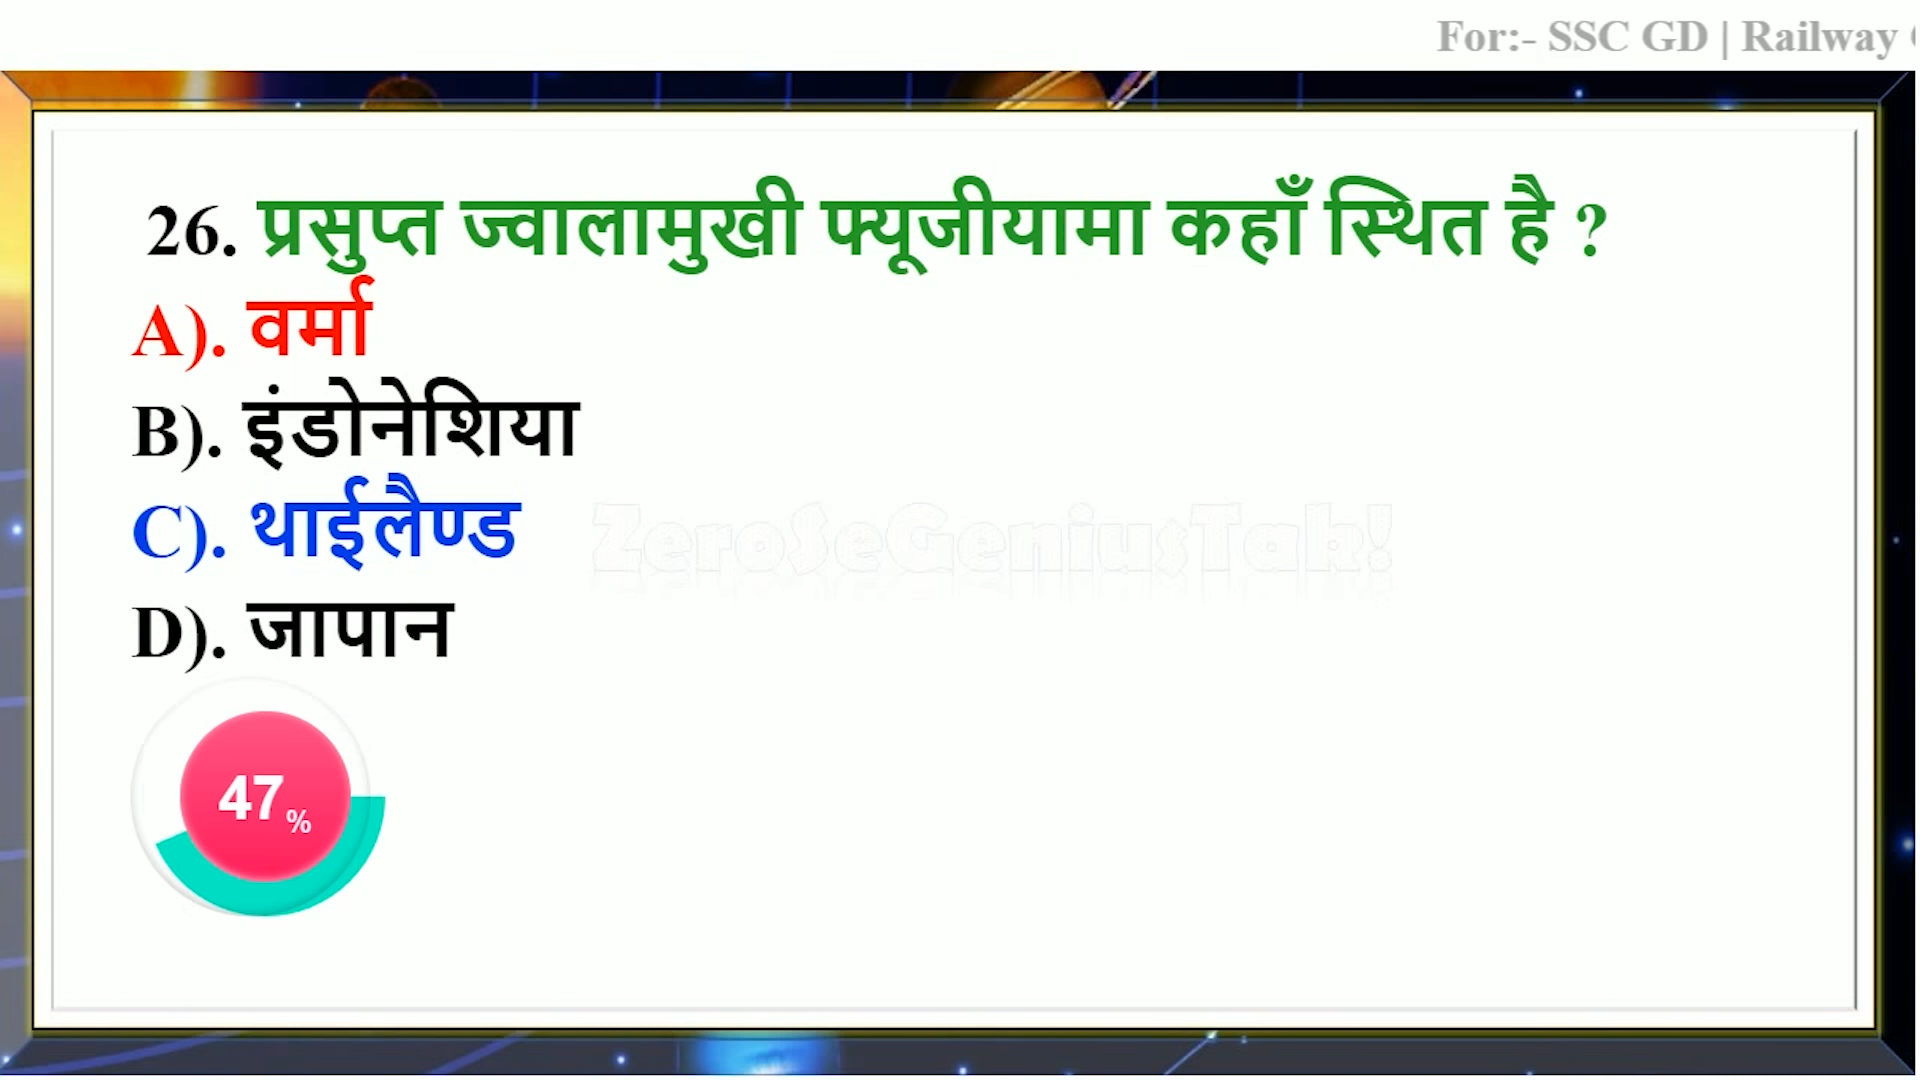 For:- SSC GD | Railway
26. प्रसुप्त ज्वालामुखी फ्यूजीयामा कहाँ स्थित है ?
A). वर्मा
B). इंडोनेशिया
C). थाईलैण्ड
ZeroSeGeniusTak!
D). जापान
47%